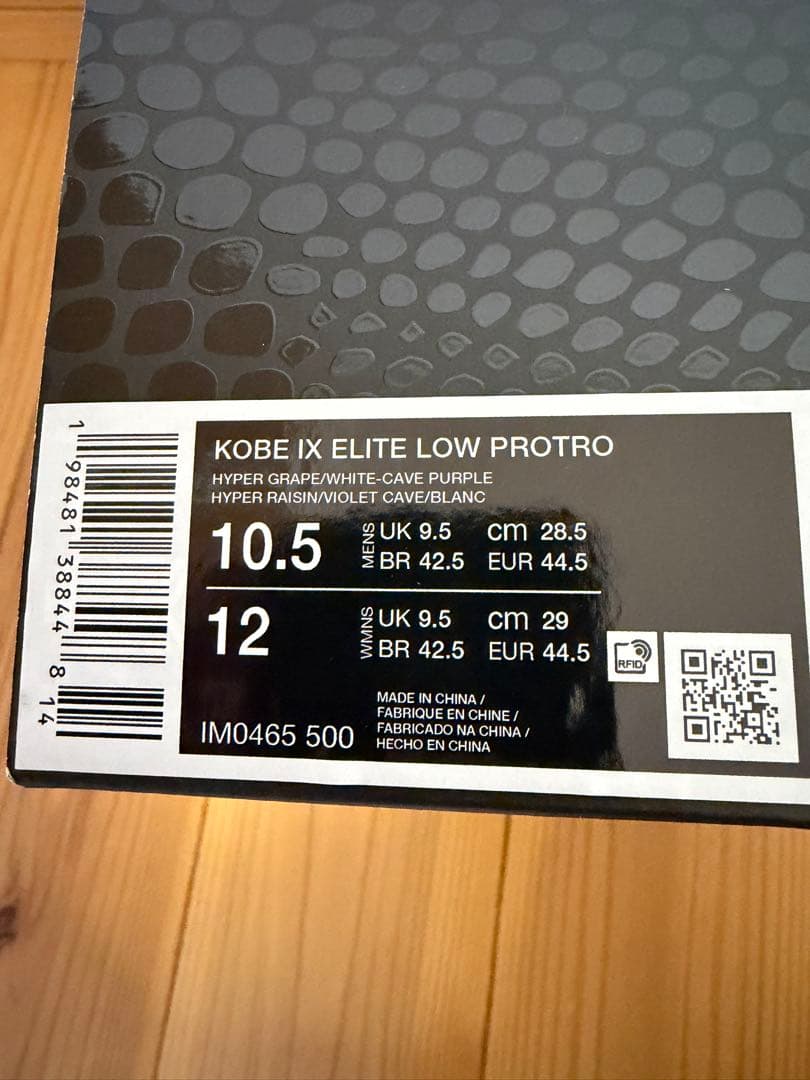 KOBE IX ELITE LOW PROTRO
HYPER GRAPE/WHITE-CAVE PURPLE
HYPER RAISIN/VIOLET CAVE/BLANC
10.5 MENS UK 9.5 cm 28.5
BR 42.5 EUR 44.5
12 WMNS UK 9.5 cm 29
BR 42.5 EUR 44.5
RFID
MADE IN CHINA /
FABRIQUE EN CHINE /
FABRICADO NA CHINA /
HECHO EN CHINA
IM0465 500
1 98481 38844 8 14